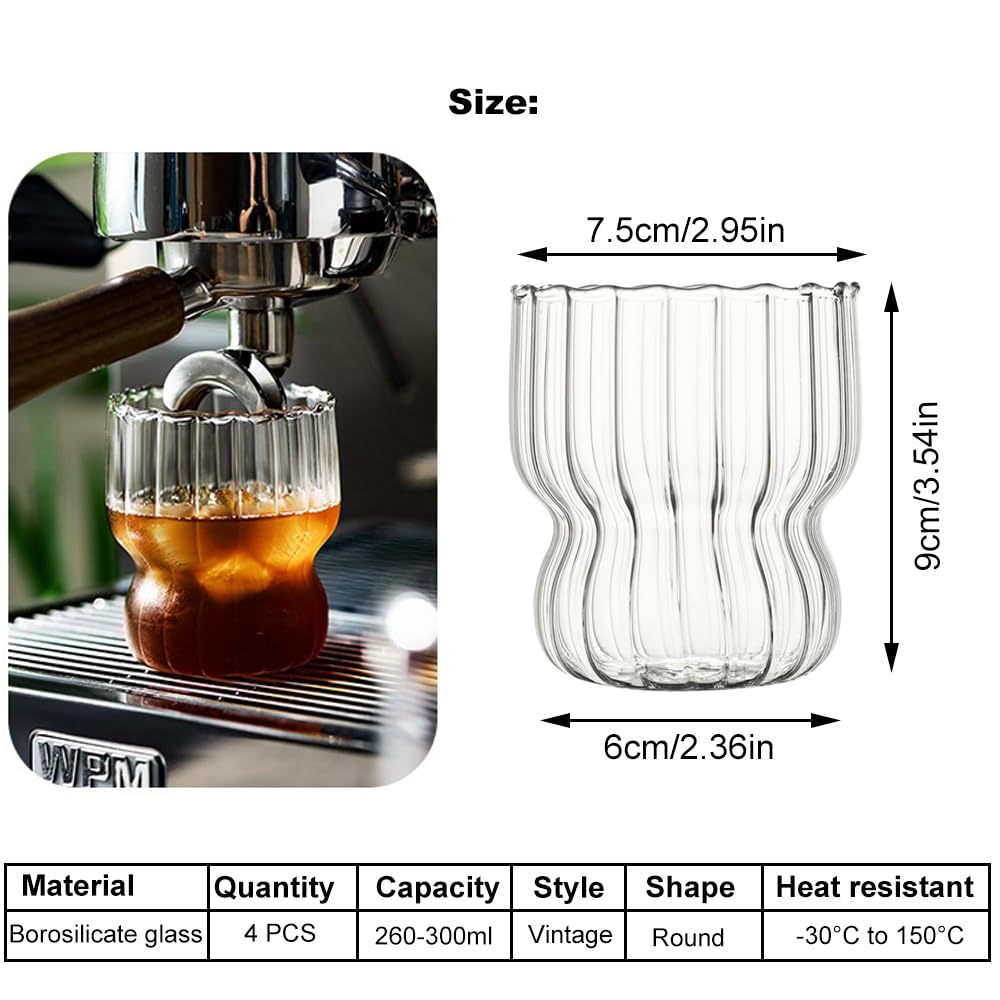 Size:
7.5cm/2.95in
9cm/3.54in
6cm/2.36in
WPM
Material Quantity Capacity Style Shape Heat resistant
Borosilicate glass 4 PCS 260-300ml Vintage Round -30°C to 150°C